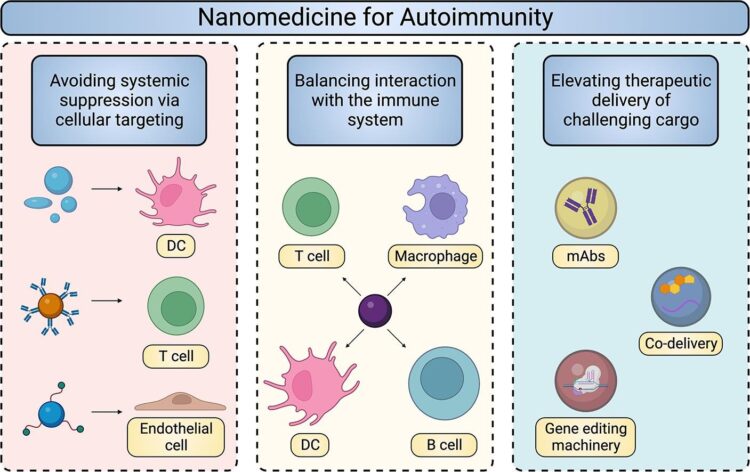 Nanomedicine for Autoimmunity
Avoiding systemic
suppression via
cellular targeting
DC
T cell
Endothelial
cell
Balancing interaction
with the immune
system
T cell
Macrophage
DC
B cell
Elevating therapeutic
delivery of
challenging cargo
mAbs
Co-delivery
Gene editing
machinery